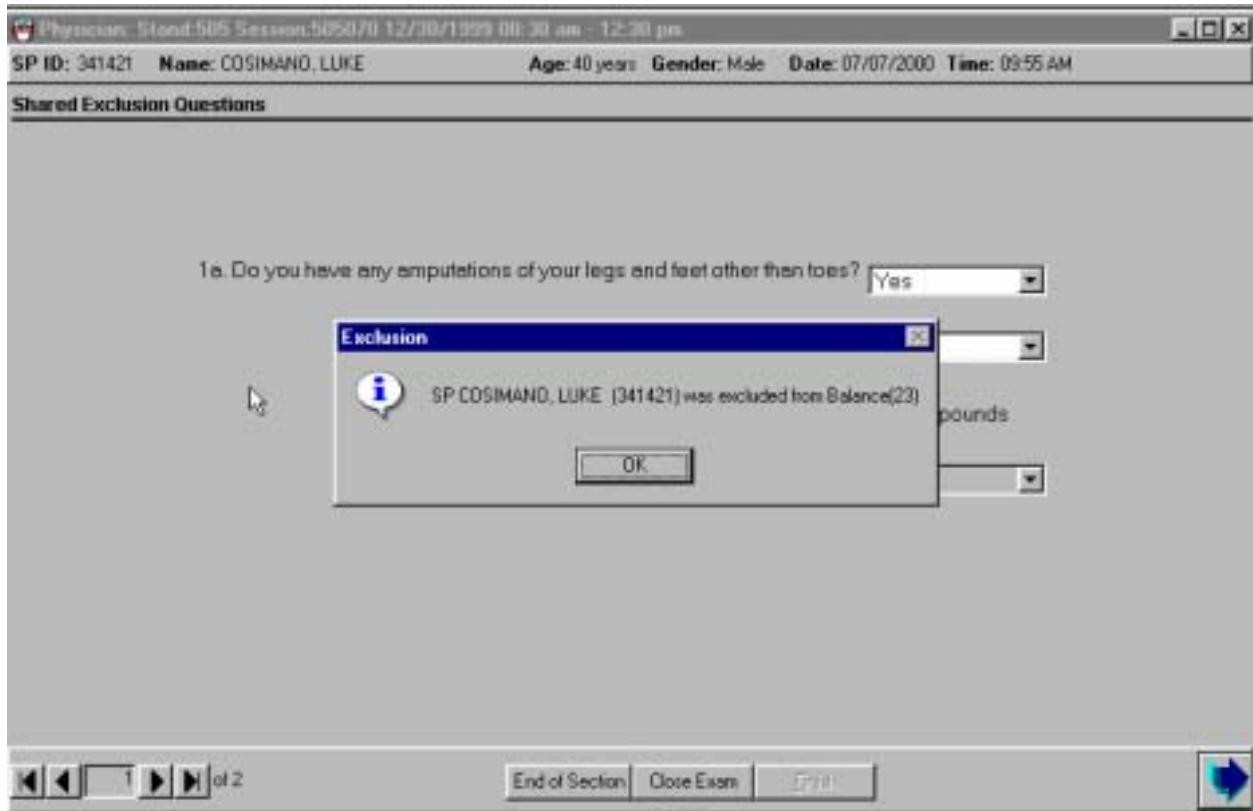 Physician: Stand:505 Session:505070 12/30/1999 08:30 am - 12:30 pm
SP ID: 341421 Name: COSIMANO, LUKE Age: 40 years Gender: Male Date: 07/07/2000 Time: 09:55 AM
Shared Exclusion Questions
1a. Do you have any amputations of your legs and feet other than toes? Yes
Exclusion
SP COSIMANO, LUKE (341421) was excluded from Balance(23)
pounds
OK
1 of 2 End of Section Close Exam Print